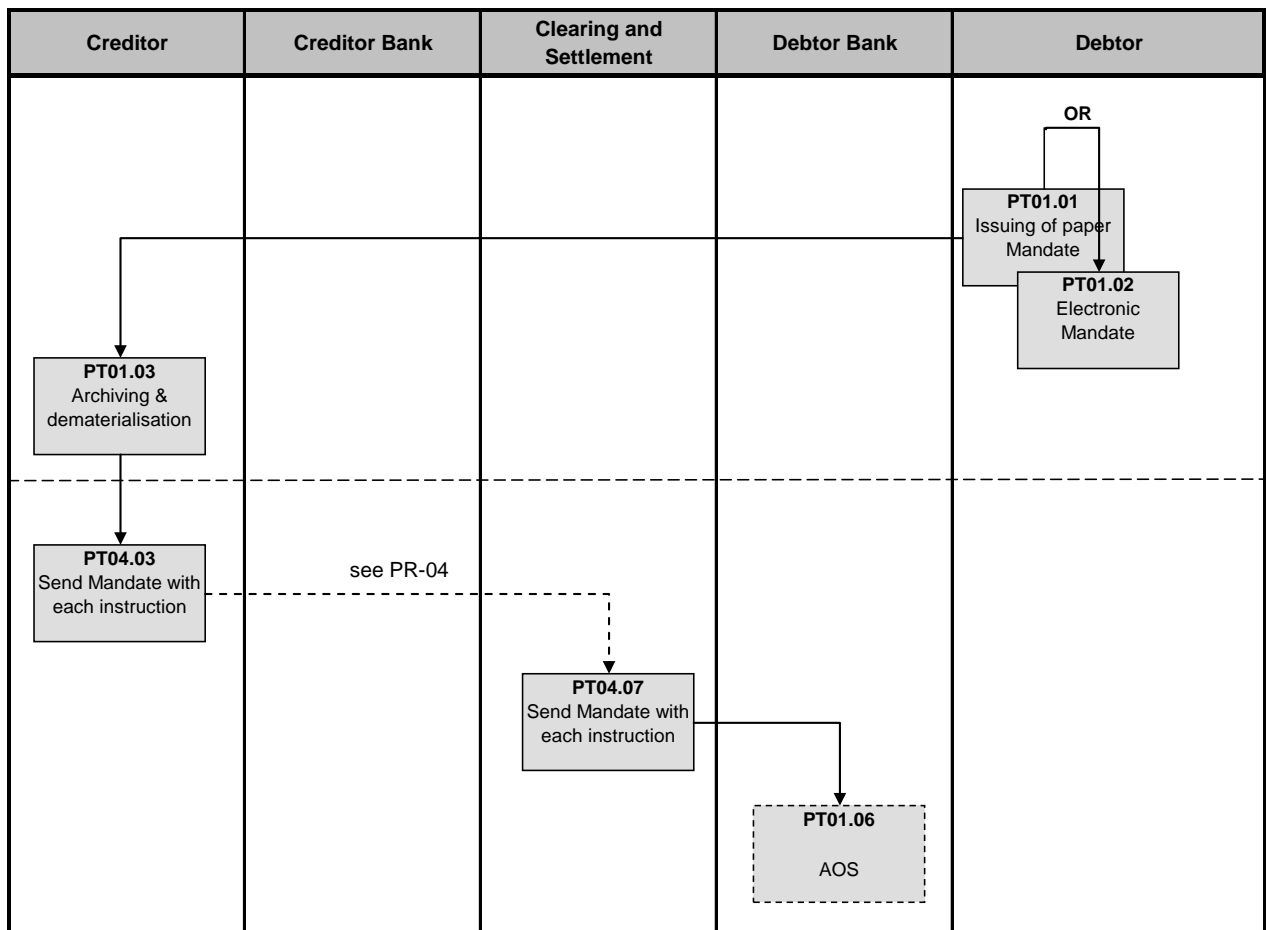 Creditor
Creditor Bank
Clearing and
Settlement
Debtor Bank
Debtor
OR
PT01.01
Issuing of paper
Mandate
PT01.02
Electronic
Mandate
PT01.03
Archiving &
dematerialisation
PT04.03
Send Mandate with
each instruction
see PR-04
PT04.07
Send Mandate with
each instruction
PT01.06
AOS